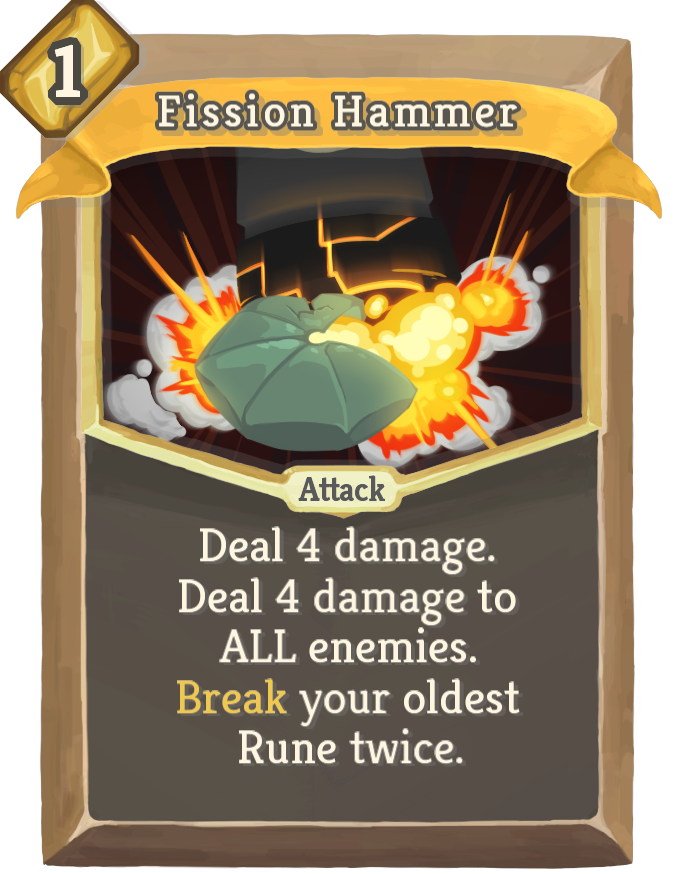 1
Fission Hammer
Attack
Deal 4 damage.
Deal 4 damage to
ALL enemies.
Break your oldest
Rune twice.